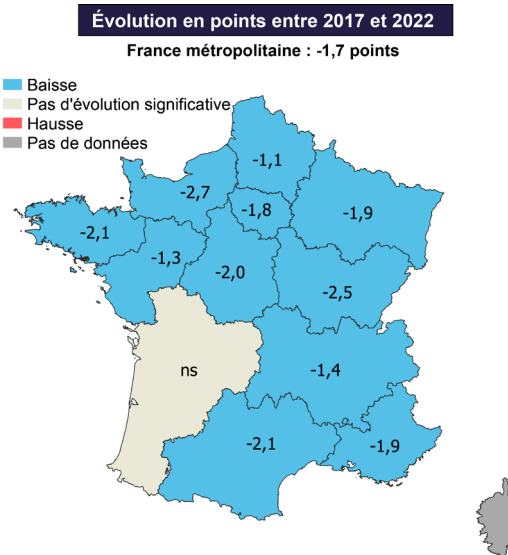 Évolution en points entre 2017 et 2022
France métropolitaine : -1,7 points
Baisse
Pas d'évolution significative
Hausse
Pas de données
-1,1
-2,7
-1,8
-1,9
-2,1
-1,3
-2,0
-2,5
ns
-1,4
-2,1
-1,9